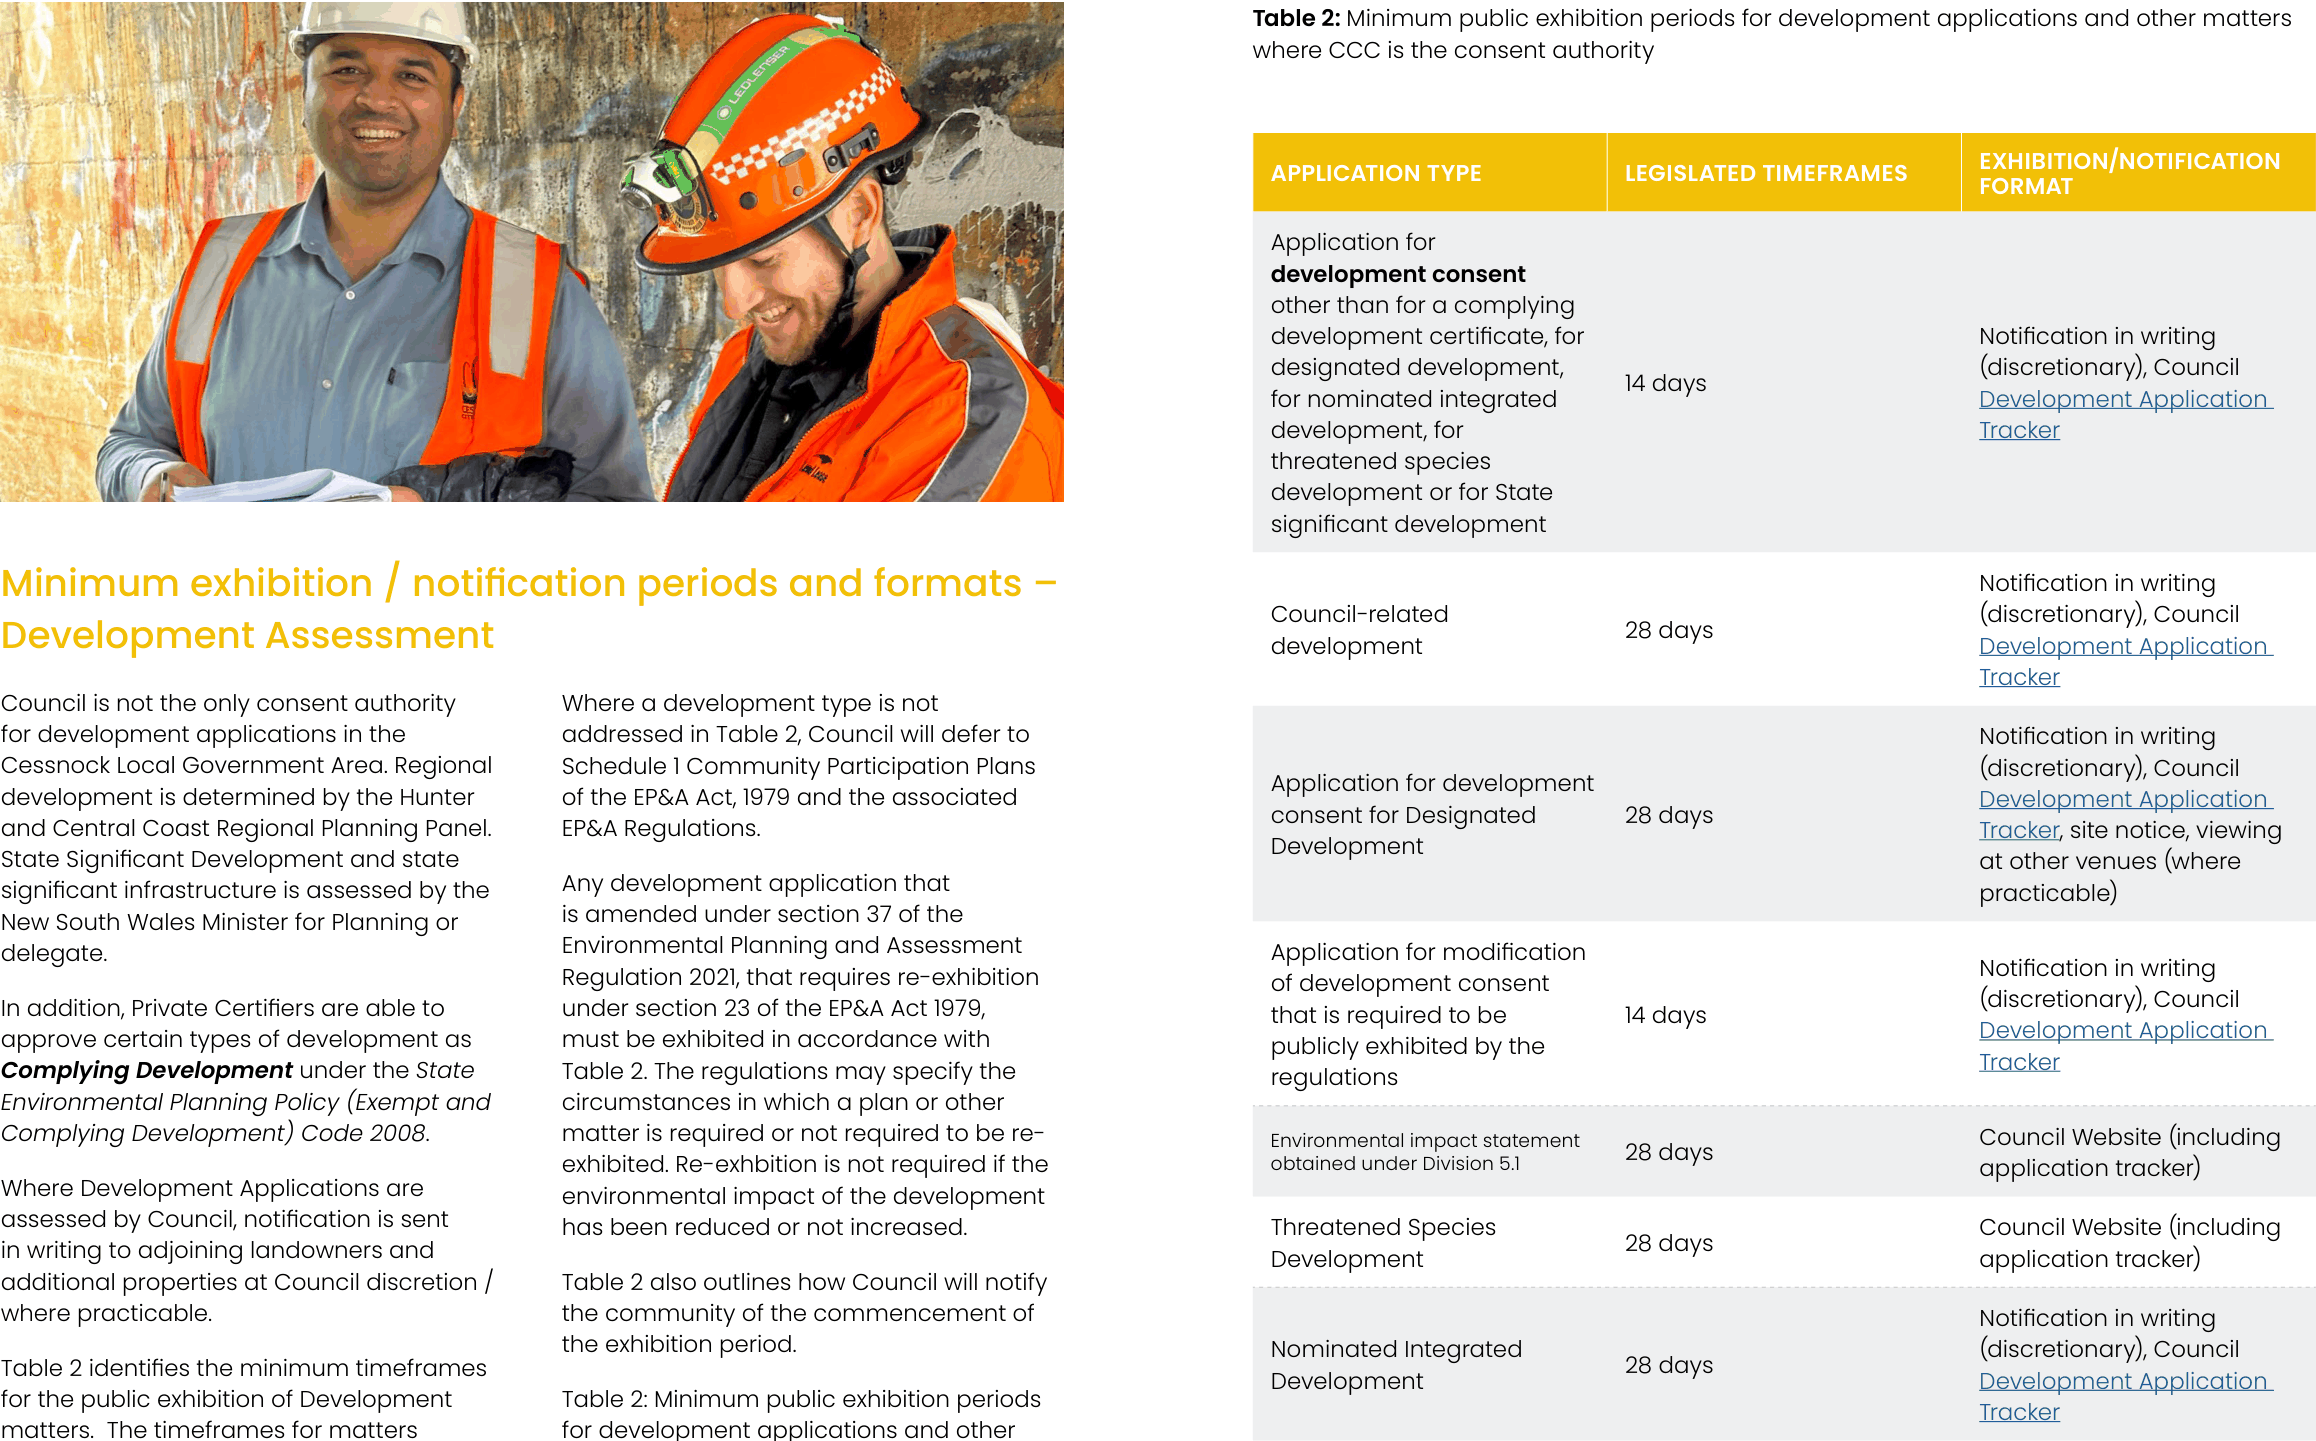 LEDLENSER
Minimum exhibition / notification periods and formats –
Development Assessment
Council is not the only consent authority
for development applications in the
Cessnock Local Government Area. Regional
development is determined by the Hunter
and Central Coast Regional Planning Panel.
State Significant Development and state
significant infrastructure is assessed by the
New South Wales Minister for Planning or
delegate.
In addition, Private Certifiers are able to
approve certain types of development as
Complying Development under the State
Environmental Planning Policy (Exempt and
Complying Development) Code 2008.
Where Development Applications are
assessed by Council, notification is sent
in writing to adjoining landowners and
additional properties at Council discretion /
where practicable.
Table 2 identifies the minimum timeframes
for the public exhibition of Development
matters.  The timeframes for matters
Where a development type is not
addressed in Table 2, Council will defer to
Schedule 1 Community Participation Plans
of the EP&A Act, 1979 and the associated
EP&A Regulations.
Any development application that
is amended under section 37 of the
Environmental Planning and Assessment
Regulation 2021, that requires re-exhibition
under section 23 of the EP&A Act 1979,
must be exhibited in accordance with
Table 2. The regulations may specify the
circumstances in which a plan or other
matter is required or not required to be re-
exhibited. Re-exhbition is not required if the
environmental impact of the development
has been reduced or not increased.
Table 2 also outlines how Council will notify
the community of the commencement of
the exhibition period.
Table 2: Minimum public exhibition periods
for development applications and other
Table 2: Minimum public exhibition periods for development applications and other matters
where CCC is the consent authority
APPLICATION TYPE
LEGISLATED TIMEFRAMES
EXHIBITION/NOTIFICATION
FORMAT
Application for
development consent
other than for a complying
development certificate, for
designated development,
for nominated integrated
development, for
threatened species
development or for State
significant development
14 days
Notification in writing
(discretionary), Council
Development Application
Tracker
Council-related
development
28 days
Notification in writing
(discretionary), Council
Development Application
Tracker
Application for development
consent for Designated
Development
28 days
Notification in writing
(discretionary), Council
Development Application
Tracker, site notice, viewing
at other venues (where
practicable)
Application for modification
of development consent
that is required to be
publicly exhibited by the
regulations
14 days
Notification in writing
(discretionary), Council
Development Application
Tracker
Environmental impact statement
obtained under Division 5.1
28 days
Council Website (including
application tracker)
Threatened Species
Development
28 days
Council Website (including
application tracker)
Nominated Integrated
Development
28 days
Notification in writing
(discretionary), Council
Development Application
Tracker